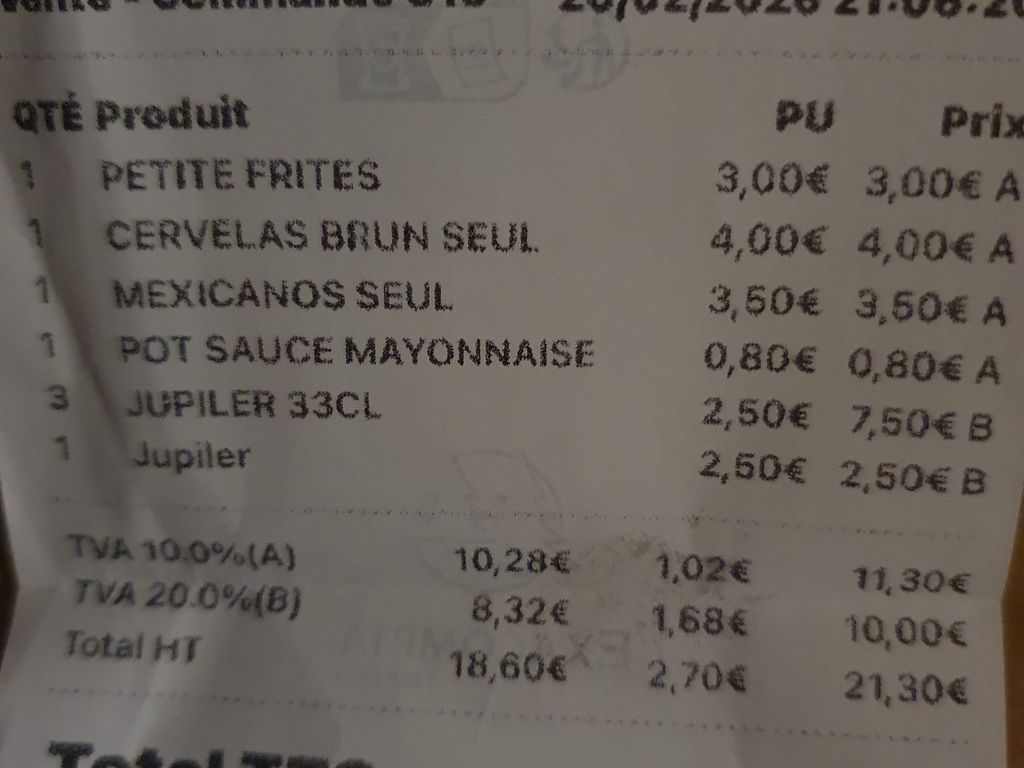 QTÉ Produit PU Prix
1 PETITE FRITES 3,00€ 3,00€ A
1 CERVELAS BRUN SEUL 4,00€ 4,00€ A
1 MEXICANOS SEUL 3,50€ 3,50€ A
1 POT SAUCE MAYONNAISE 0,80€ 0,80€ A
3 JUPILER 33CL 2,50€ 7,50€ B
1 Jupiler 2,50€ 2,50€ B
TVA 10.0%(A) 10,28€ 1,02€ 11,30€
TVA 20.0%(B) 8,32€ 1,68€ 10,00€
Total HT 18,60€ 2,70€ 21,30€
Total TTC